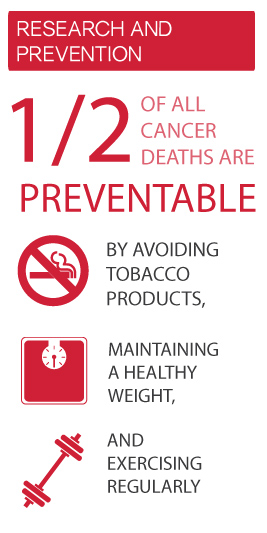 RESEARCH AND
PREVENTION
1/2
OF ALL
CANCER
DEATHS ARE
PREVENTABLE
BY AVOIDING
TOBACCO
PRODUCTS,
MAINTAINING
A HEALTHY
WEIGHT,
AND
EXERCISING
REGULARLY